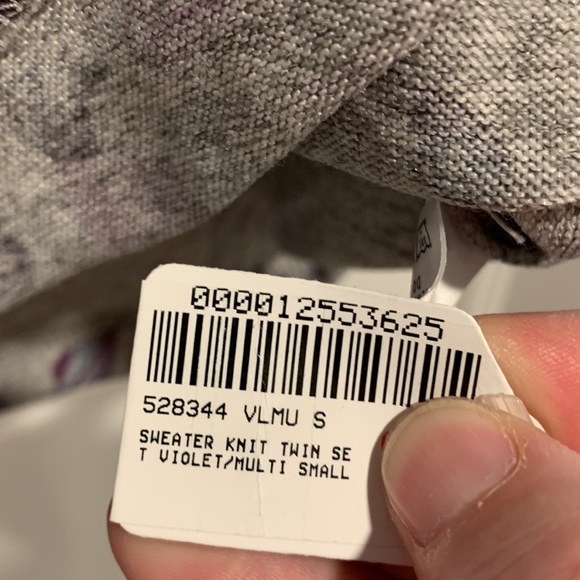 000012553625
528344 VLMU S
SWEATER KNIT TWIN SE
T VIOLET/MULTI SMALL